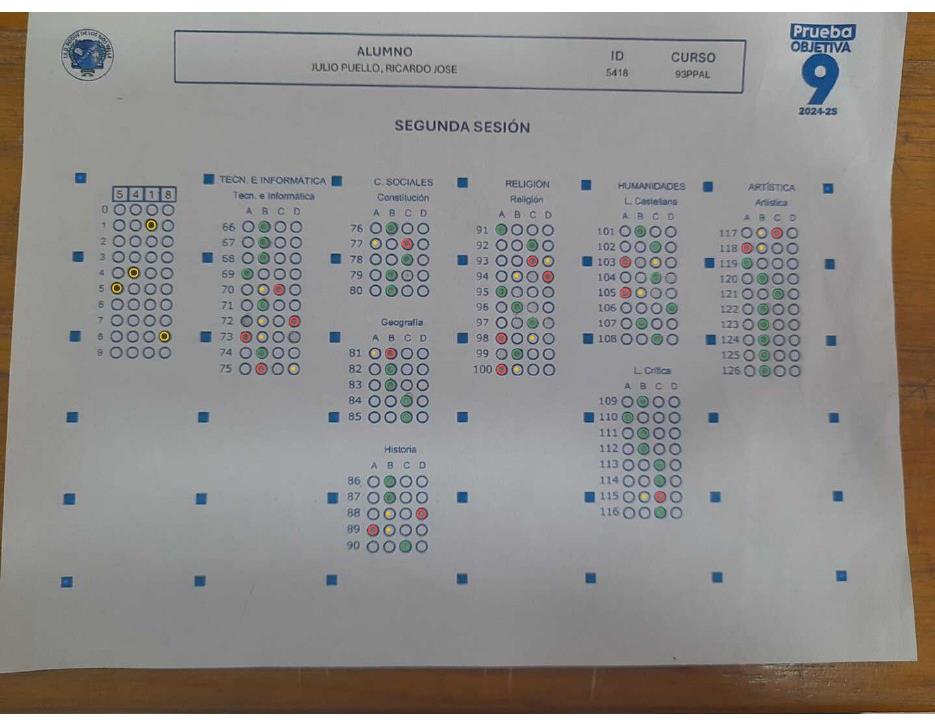 ALUMNO
JULIO PUELLO, RICARDO JOSE
ID
5418
CURSO
93PPAL
Prueba
OBJETIVA
9
2024-25
SEGUNDA SESIÓN
5 4 1 8
0
1
2
3
4
5
6
7
8
9
TECN. E INFORMÁTICA
Tecn. e Informática
A B C D
66
67
68
69
70
71
72
73
74
75
C. SOCIALES
Constitución
A B C D
76
77
78
79
80
Geografía
A B C D
81
82
83
84
85
Historia
A B C D
86
87
88
89
90
RELIGIÓN
Religión
A B C D
91
92
93
94
95
96
97
98
99
100
HUMANIDADES
L. Castellana
A B C D
101
102
103
104
105
106
107
108
L. Crítica
A B C D
109
110
111
112
113
114
115
116
ARTÍSTICA
Artística
A B C D
117
118
119
120
121
122
123
124
125
126